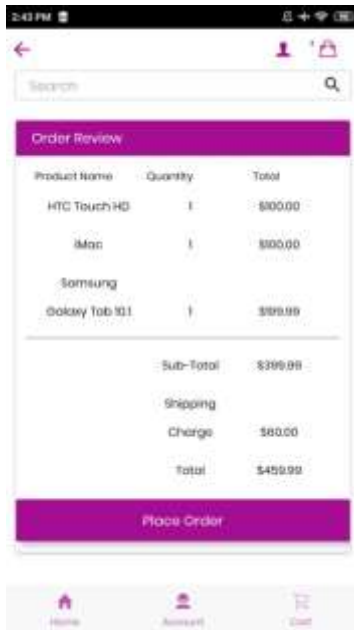 2:43 PM
Search
Order Review
Product Name Quantity Total
HTC Touch HD 1 $100.00
iMac 1 $100.00
Samsung
Galaxy Tab 10.1 1 $199.99
Sub-Total $399.99
Shipping
Charge $60.00
Total $459.99
Place Order
Home Account Cart